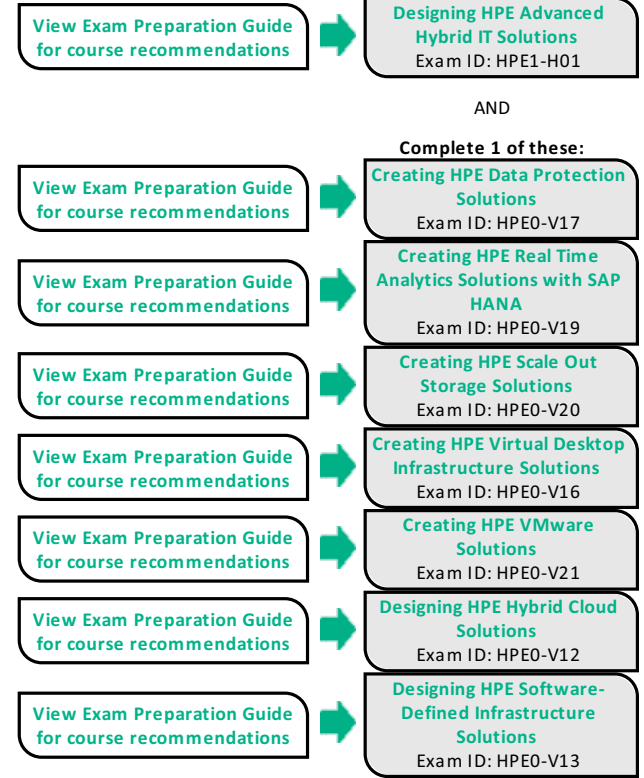 View Exam Preparation Guide
for course recommendations
Designing HPE Advanced
Hybrid IT Solutions
Exam ID: HPE1-H01
AND
Complete 1 of these:
View Exam Preparation Guide
for course recommendations
Creating HPE Data Protection
Solutions
Exam ID: HPE0-V17
View Exam Preparation Guide
for course recommendations
Creating HPE Real Time
Analytics Solutions with SAP
HANA
Exam ID: HPE0-V19
View Exam Preparation Guide
for course recommendations
Creating HPE Scale Out
Storage Solutions
Exam ID: HPE0-V20
View Exam Preparation Guide
for course recommendations
Creating HPE Virtual Desktop
Infrastructure Solutions
Exam ID: HPE0-V16
View Exam Preparation Guide
for course recommendations
Creating HPE VMware
Solutions
Exam ID: HPE0-V21
View Exam Preparation Guide
for course recommendations
Designing HPE Hybrid Cloud
Solutions
Exam ID: HPE0-V12
View Exam Preparation Guide
for course recommendations
Designing HPE Software-
Defined Infrastructure
Solutions
Exam ID: HPE0-V13